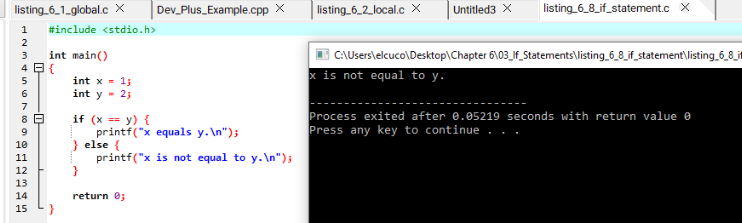 listing_6_1_global.c
Dev_Plus_Example.cpp
listing_6_2_local.c
Untitled3
listing_6_8_if_statement.c
1 #include <stdio.h>
2
3 int main()
4 {
5 int x = 1;
6 int y = 2;
7
8 if (x == y) {
9 printf("x equals y.\n");
10 } else {
11 printf("x is not equal to y.\n");
12 }
13
14 return 0;
15 }
C:\Users\elcuco\Desktop\Chapter 6\03_If_Statements\listing_6_8_if_statement\listing_6_8_if
x is not equal to y.
--------------------------------
Process exited after 0.05219 seconds with return value 0
Press any key to continue . . .